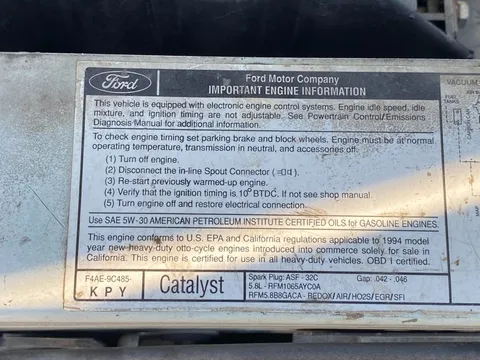 Ford
Ford Motor Company
IMPORTANT ENGINE INFORMATION
VACUUM
This vehicle is equipped with electronic engine control systems. Engine idle speed, idle
mixture, and ignition timing are not adjustable. See Powertrain Control/Emissions
Diagnosis Manual for additional information.
To check engine timing set parking brake and block wheels. Engine must be at normal
operating temperature, transmission in neutral, and accessories off.
(1) Turn off engine.
(2) Disconnect the in-line Spout Connector ( ).
(3) Re-start previously warmed-up engine.
(4) Verify that the ignition timing is 10° BTDC. If not see shop manual.
(5) Turn off engine and restore electrical connection.
Use SAE 5W-30 AMERICAN PETROLEUM INSTITUTE CERTIFIED OILS for GASOLINE ENGINES.
This engine conforms to U.S. EPA and California regulations applicable to 1994 model
year new heavy-duty otto-cycle engines introduced into commerce solely for sale in
California. This engine is certified for use in all heavy-duty vehicles. OBD 1 certified.
F4AE-9C485-
KPY
Catalyst
Spark Plug: ASF - 32C Gap: .042 - .046
5.8L - RFM1065AYC0A
RFM5.8B8GACA - REDOX/AIR/HO2S/EGR/SFI